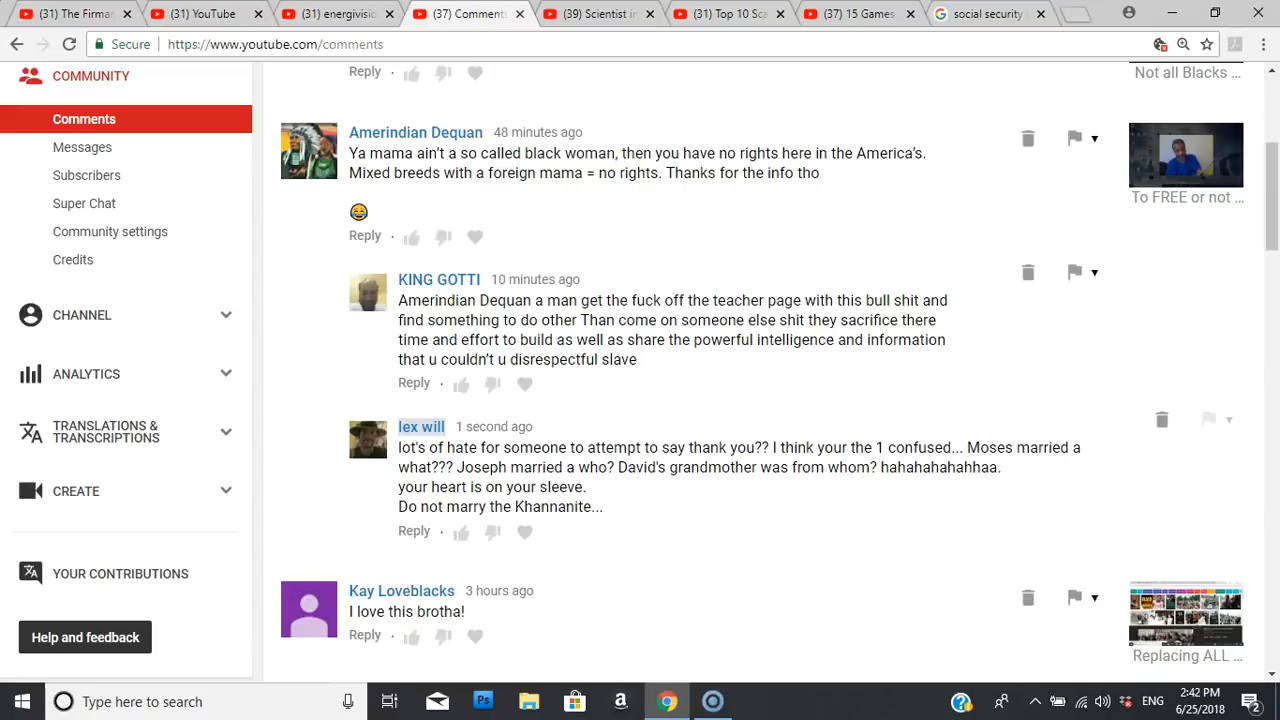 (31) The Firman
(31) YouTube
(31) energivisio
(37) Comments
(39) Scientist in
(31) Top 10 Sca
(37) 15 Games
social security
Secure
https://www.youtube.com/comments
COMMUNITY
Comments
Messages
Subscribers
Super Chat
Community settings
Credits
CHANNEL
ANALYTICS
TRANSLATIONS &
TRANSCRIPTIONS
CREATE
YOUR CONTRIBUTIONS
Help and feedback
Reply
Not all Blacks ...
Amerindian Dequan 48 minutes ago
Ya mama ain't a so called black woman, then you have no rights here in the America's.
Mixed breeds with a foreign mama = no rights. Thanks for the info tho
😂
Reply
To FREE or not ...
KING GOTTI 10 minutes ago
Amerindian Dequan a man get the fuck off the teacher page with this bull shit and
find something to do other Than come on someone else shit they sacrifice there
time and effort to build as well as share the powerful intelligence and information
that u couldn't u disrespectful slave
Reply
lex will 1 second ago
lot's of hate for someone to attempt to say thank you?? I think your the 1 confused... Moses married a
what??? Joseph married a who? David's grandmother was from whom? hahahahahhaa.
your heart is on your sleeve.
Do not marry the Khannanite...
Reply
Kay Loveblacks 3 hours ago
I love this brotha!
Reply
Replacing ALL ...
Type here to search
Ps
ENG
2:42 PM
6/25/2018
2